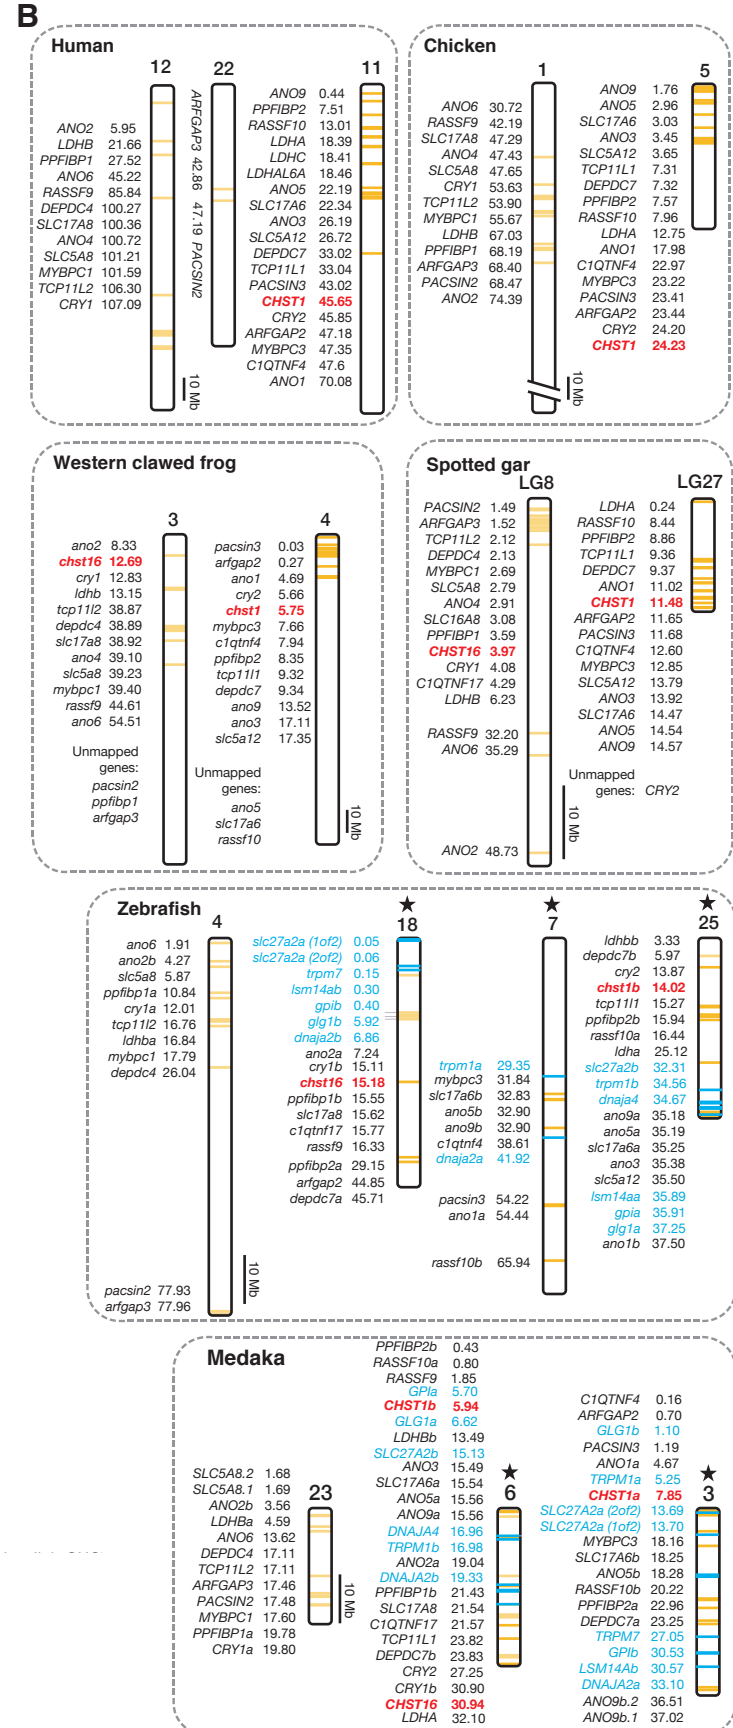 B
Human
12
22
11
ANO2 5.95
LDHB 21.66
PPFIBP1 27.52
ANO6 45.22
RASSF9 85.84
DEPDC4 100.27
SLC17A8 100.36
ANO4 100.72
SLC5A8 101.21
MYBPC1 101.59
TCP11L2 106.30
CRY1 107.09
10 Mb
ARFGAP3 42.86
47.19 PACSIN2
ANO9 0.44
PPFIBP2 7.51
RASSF10 13.01
LDHA 18.39
LDHC 18.41
LDHAL6A 18.46
ANO5 22.19
SLC17A6 22.34
ANO3 26.19
SLC5A12 26.72
DEPDC7 33.02
TCP11L1 33.04
PACSIN3 43.02
CHST1 45.65
CRY2 45.85
ARFGAP2 47.18
MYBPC3 47.35
C1QTNF4 47.6
ANO1 70.08
Chicken
1
5
ANO6 30.72
RASSF9 42.19
SLC17A8 47.29
ANO4 47.43
SLC5A8 47.65
CRY1 53.63
TCP11L2 53.90
MYBPC1 55.67
LDHB 67.03
PPFIBP1 68.19
ARFGAP3 68.40
PACSIN2 68.47
ANO2 74.39
10 Mb
ANO9 1.76
ANO5 2.96
SLC17A6 3.03
ANO3 3.45
SLC5A12 3.65
TCP11L1 7.31
DEPDC7 7.32
PPFIBP2 7.57
RASSF10 7.96
LDHA 12.75
ANO1 17.98
C1QTNF4 22.97
MYBPC3 23.22
PACSIN3 23.41
ARFGAP2 23.44
CRY2 24.20
CHST1 24.23
Western clawed frog
3
4
ano2 8.33
chst16 12.69
cry1 12.83
ldhb 13.15
tcp11l2 38.87
depdc4 38.89
slc17a8 38.92
ano4 39.10
slc5a8 39.23
mybpc1 39.40
rassf9 44.61
ano6 54.51
Unmapped
genes:
pacsin2
ppfibp1
arfgap3
pacsin3 0.03
arfgap2 0.27
ano1 4.69
cry2 5.66
chst1 5.75
mybpc3 7.66
c1qtnf4 7.94
ppfibp2 8.35
tcp11l1 9.32
depdc7 9.34
ano9 13.52
ano3 17.11
slc5a12 17.35
Unmapped
genes:
ano5
slc17a6
rassf10
10 Mb
Spotted gar
LG8
LG27
PACSIN2 1.49
ARFGAP3 1.52
TCP11L2 2.12
DEPDC4 2.13
MYBPC1 2.69
SLC5A8 2.79
ANO4 2.91
SLC16A8 3.08
PPFIBP1 3.59
CHST16 3.97
CRY1 4.08
C1QTNF17 4.29
LDHB 6.23
RASSF9 32.20
ANO6 35.29
ANO2 48.73
10 Mb
LDHA 0.24
RASSF10 8.44
PPFIBP2 8.86
TCP11L1 9.36
DEPDC7 9.37
ANO1 11.02
CHST1 11.48
ARFGAP2 11.65
PACSIN3 11.68
C1QTNF4 12.60
MYBPC3 12.85
SLC5A12 13.79
ANO3 13.92
SLC17A6 14.47
ANO5 14.54
ANO9 14.57
Unmapped
genes: CRY2
Zebrafish
4
★ 18
★ 7
★ 25
ano6 1.91
ano2b 4.27
slc5a8 5.87
ppfibp1a 10.84
cry1a 12.01
tcp11l2 16.76
ldhba 16.84
mybpc1 17.79
depdc4 26.04
pacsin2 77.93
arfgap3 77.96
10 Mb
slc27a2a (1of2) 0.05
slc27a2a (2of2) 0.06
trpm7 0.15
lsm14ab 0.30
gpib 0.40
glg1b 5.92
dnaja2b 6.86
ano2a 7.24
cry1b 15.11
chst16 15.18
ppfibp1b 15.55
slc17a8 15.62
c1qtnf17 15.77
rassf9 16.33
ppfibp2a 29.15
arfgap2 44.85
depdc7a 45.71
trpm1a 29.35
mybpc3 31.84
slc17a6b 32.83
ano5b 32.90
ano9b 32.90
c1qtnf4 38.61
dnaja2a 41.92
pacsin3 54.22
ano1a 54.44
rassf10b 65.94
ldhbb 3.33
depdc7b 5.97
cry2 13.87
chst1b 14.02
tcp11l1 15.27
ppfibp2b 15.94
rassf10a 16.44
ldha 25.12
slc27a2b 32.31
trpm1b 34.56
dnaja4 34.67
ano9a 35.18
ano5a 35.19
slc17a6a 35.25
ano3 35.38
slc5a12 35.50
lsm14aa 35.89
gpia 35.91
glg1a 37.25
ano1b 37.50
Medaka
23
★ 6
★ 3
SLC5A8.2 1.68
SLC5A8.1 1.69
ANO2b 3.56
LDHBa 4.59
ANO6 13.62
DEPDC4 17.11
TCP11L2 17.11
ARFGAP3 17.46
PACSIN2 17.48
MYBPC1 17.60
PPFIBP1a 19.78
CRY1a 19.80
10 Mb
PPFIBP2b 0.43
RASSF10a 0.80
RASSF9 1.85
GPIa 5.70
CHST1b 5.94
GLG1a 6.62
LDHBb 13.49
SLC27A2b 15.13
ANO3 15.49
SLC17A6a 15.54
ANO5a 15.56
ANO9a 15.56
DNAJA4 16.96
TRPM1b 16.98
ANO2a 19.04
DNAJA2b 19.33
PPFIBP1b 21.43
SLC17A8 21.54
C1QTNF17 21.57
TCP11L1 23.82
DEPDC7b 23.83
CRY2 27.25
CRY1b 30.90
CHST16 30.94
LDHA 32.10
C1QTNF4 0.16
ARFGAP2 0.70
GLG1b 1.10
PACSIN3 1.19
ANO1a 4.67
TRPM1a 5.25
CHST1a 7.85
SLC27A2a (2of2) 13.69
SLC27A2a (1of2) 13.70
MYBPC3 18.16
SLC17A6b 18.25
ANO5b 18.28
RASSF10b 20.22
PPFIBP2a 22.96
DEPDC7a 23.25
TRPM7 27.05
GPIb 30.53
LSM14Ab 30.57
DNAJA2a 33.10
ANO9b.2 36.51
ANO9b.1 37.02